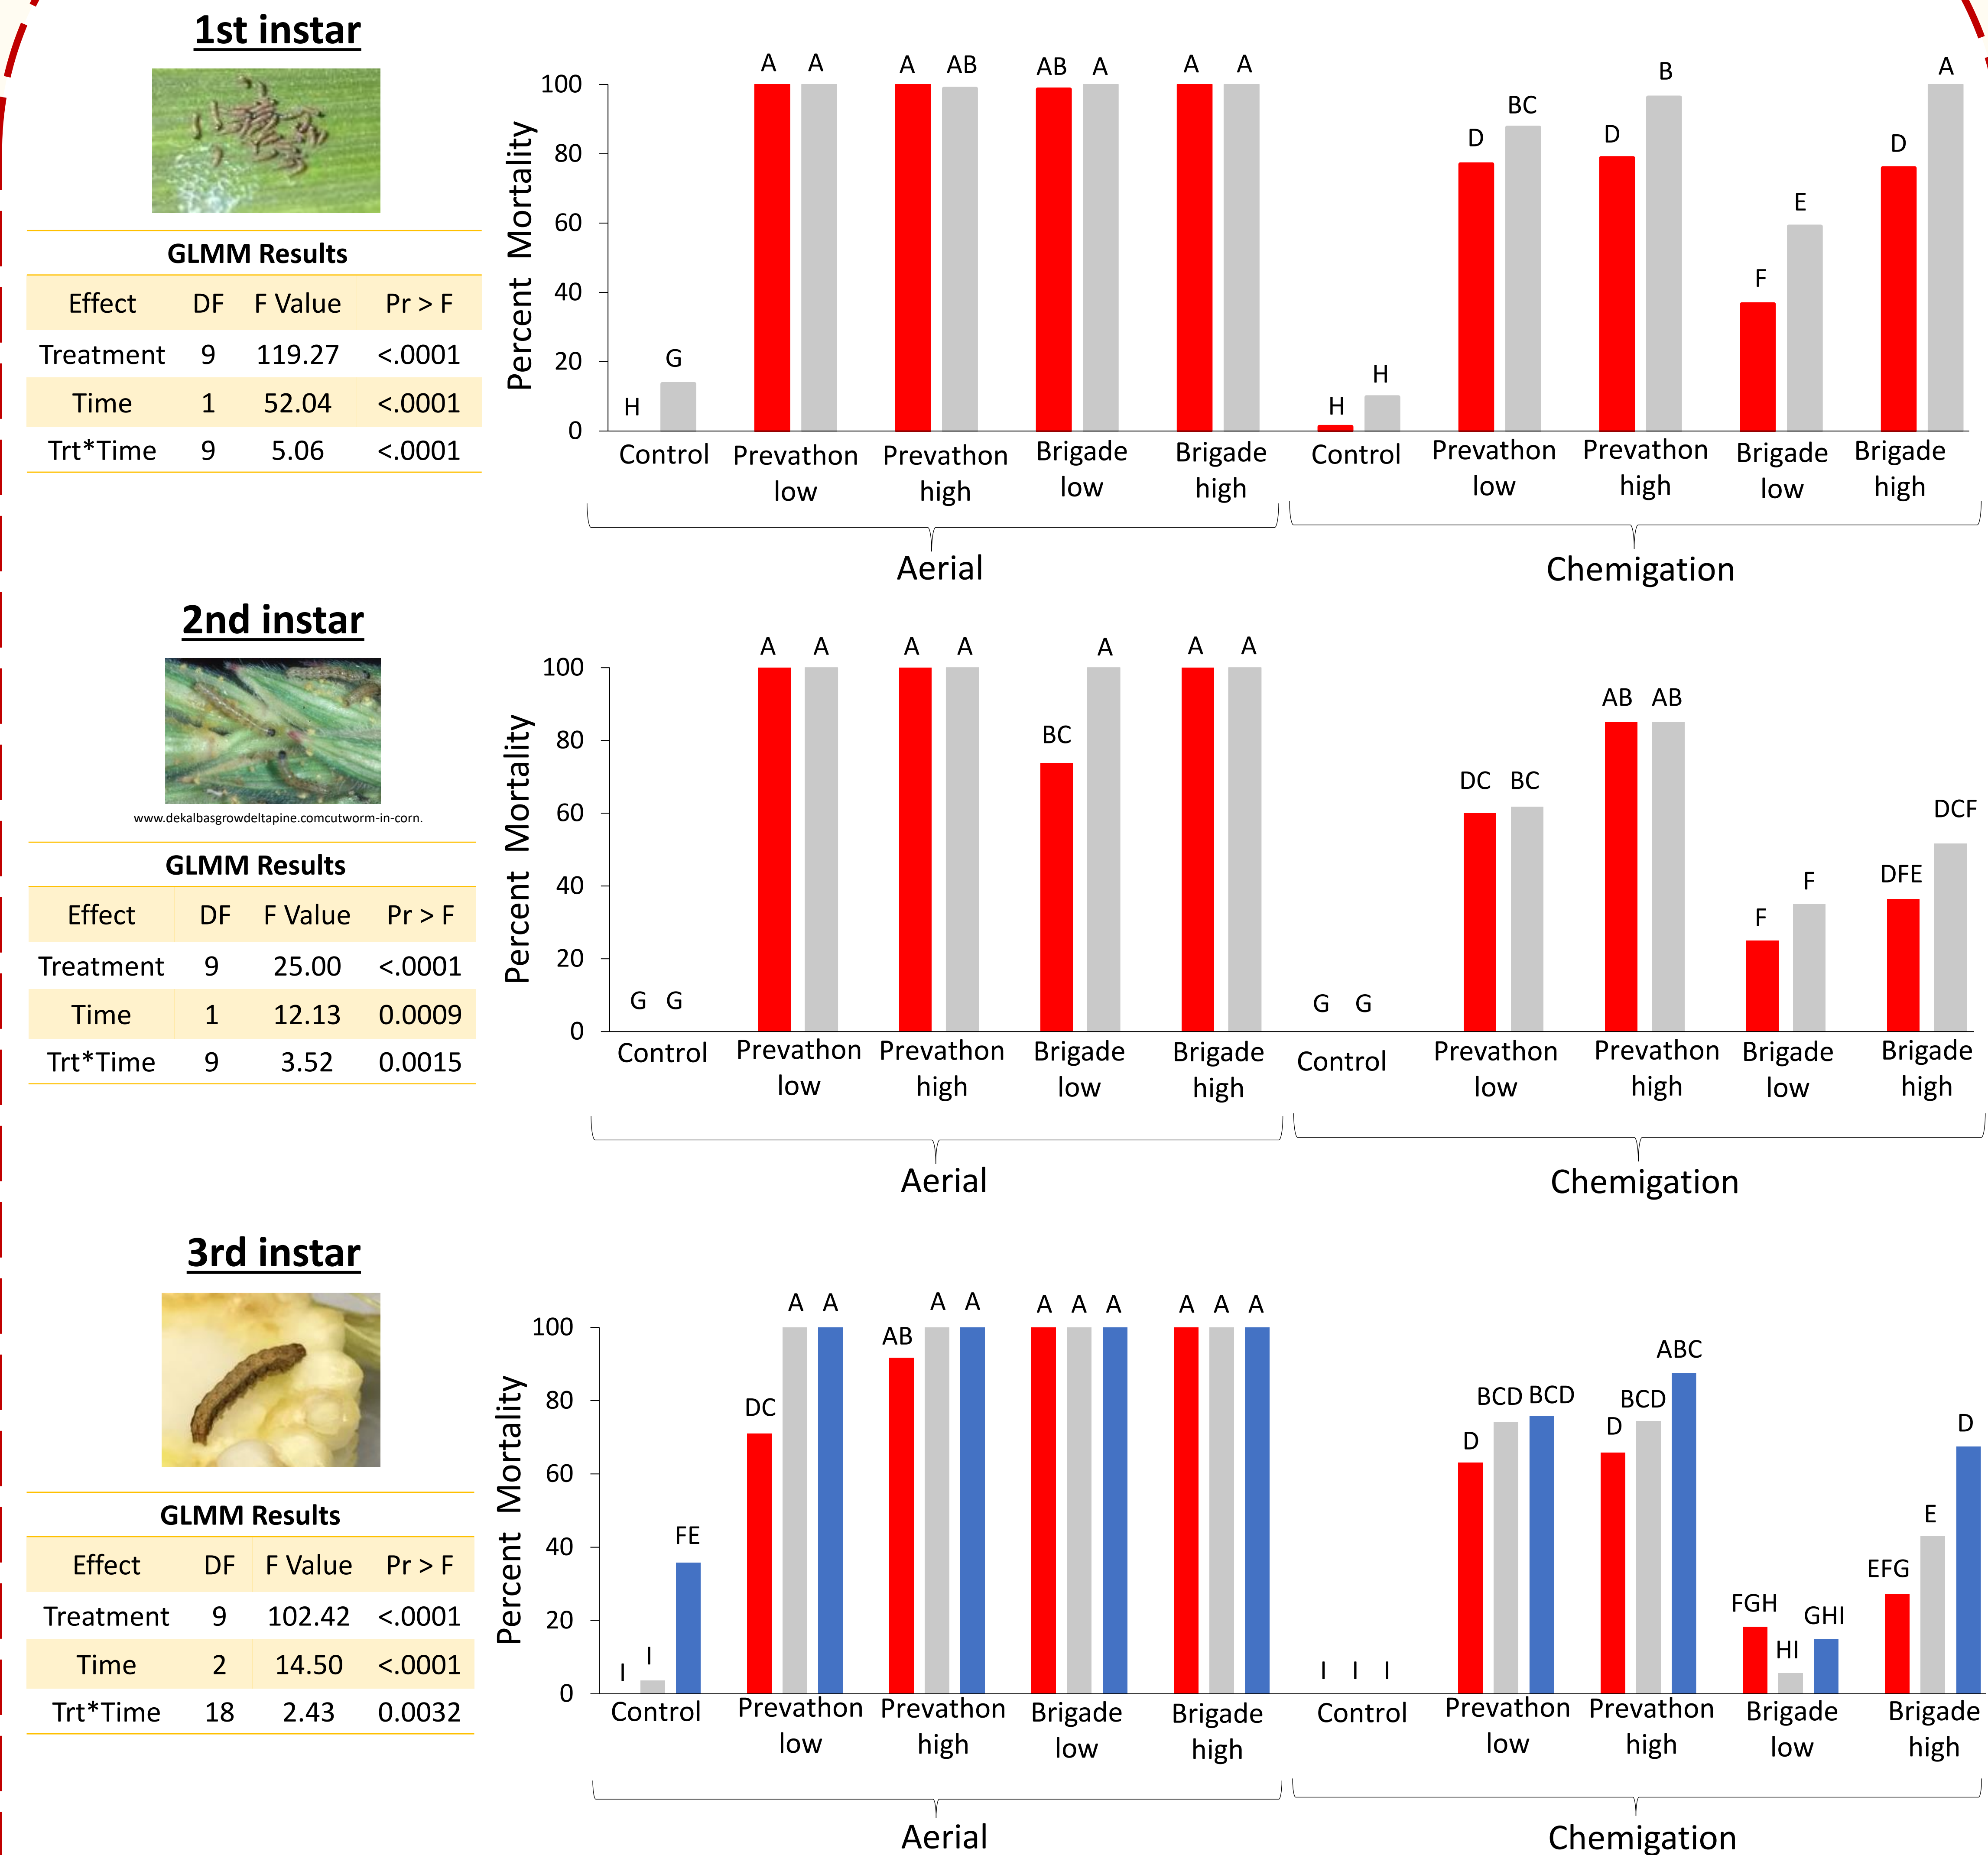 1st instar
GLMM Results
Effect DF F Value Pr > F
Treatment 9 119.27 <.0001
Time 1 52.04 <.0001
Trt*Time 9 5.06 <.0001
Percent Mortality
100
80
60
40
20
0
H G A A A AB AB A A A H H D BC D B F E D A
Control Prevathon low Prevathon high Brigade low Brigade high Control Prevathon low Prevathon high Brigade low Brigade high
Aerial Chemigation
2nd instar
www.dekalbasgrowdeltapine.comcutworm-in-corn.
GLMM Results
Effect DF F Value Pr > F
Treatment 9 25.00 <.0001
Time 1 12.13 0.0009
Trt*Time 9 3.52 0.0015
Percent Mortality
100
80
60
40
20
0
G G A A A A BC A A A G G DC BC AB AB F F DFE DCF
Control Prevathon low Prevathon high Brigade low Brigade high Control Prevathon low Prevathon high Brigade low Brigade high
Aerial Chemigation
3rd instar
GLMM Results
Effect DF F Value Pr > F
Treatment 9 102.42 <.0001
Time 2 14.50 <.0001
Trt*Time 18 2.43 0.0032
Percent Mortality
100
80
60
40
20
0
I I FE DC A A AB A A A A A A A A I I I D BCD BCD D BCD ABC FGH HI GHI EFG E D
Control Prevathon low Prevathon high Brigade low Brigade high Control Prevathon low Prevathon high Brigade low Brigade high
Aerial Chemigation